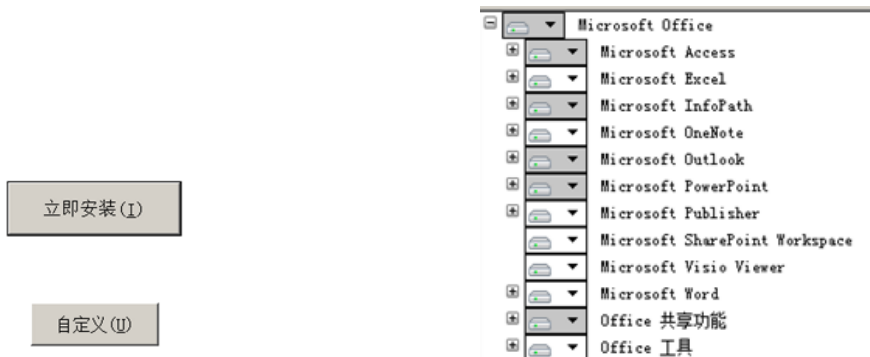 立即安装(I)
自定义(U)
Microsoft Office
Microsoft Access
Microsoft Excel
Microsoft InfoPath
Microsoft OneNote
Microsoft Outlook
Microsoft PowerPoint
Microsoft Publisher
Microsoft SharePoint Workspace
Microsoft Visio Viewer
Microsoft Word
Office 共享功能
Office 工具